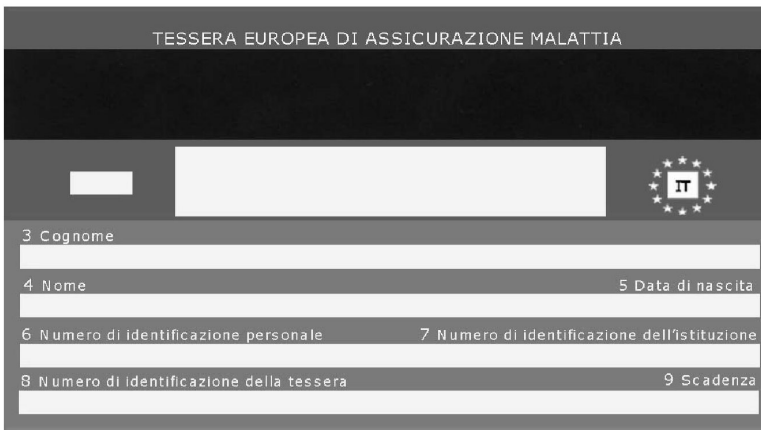 TESSERA EUROPEA DI ASSICURAZIONE MALATTIA
IT
3 Cognome
4 Nome 5 Data di nascita
6 Numero di identificazione personale 7 Numero di identificazione dell'istituzione
8 Numero di identificazione della tessera 9 Scadenza